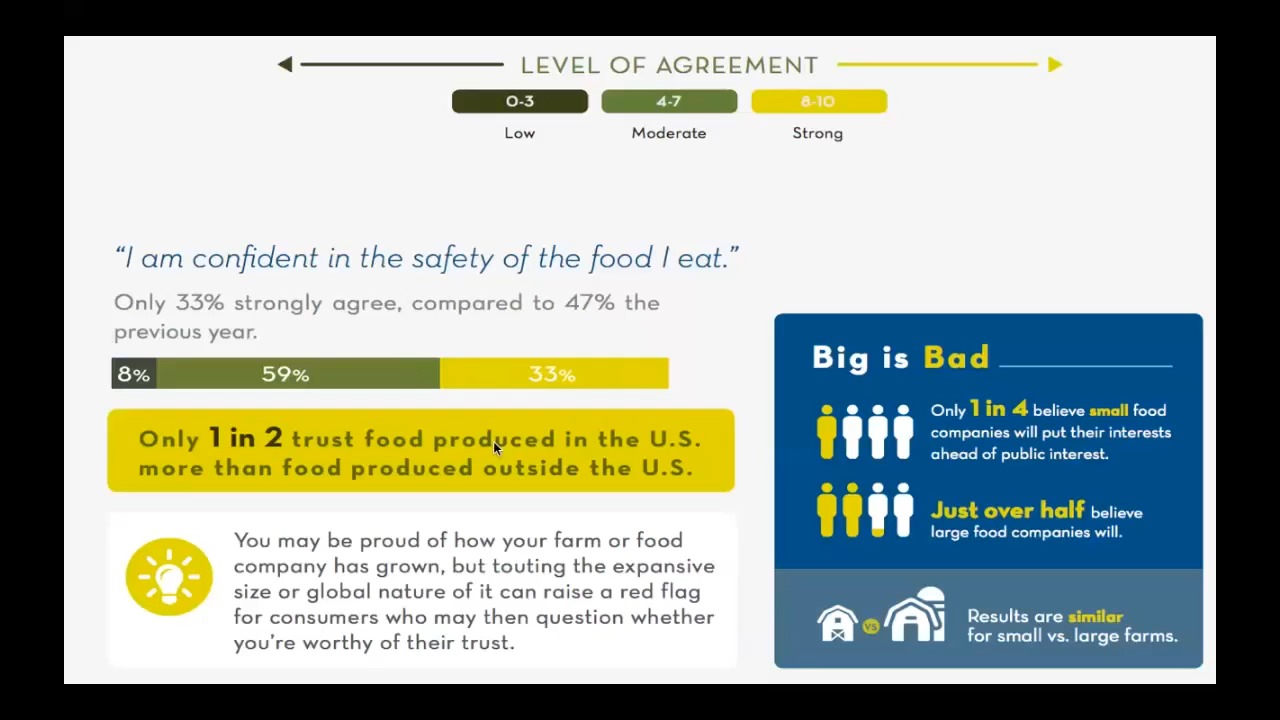 LEVEL OF AGREEMENT
0-3
4-7
8-10
Low
Moderate
Strong
“I am confident in the safety of the food I eat.”
Only 33% strongly agree, compared to 47% the
previous year.
8%
59%
33%
Only 1 in 2 trust food produced in the U.S.
more than food produced outside the U.S.
You may be proud of how your farm or food
company has grown, but touting the expansive
size or global nature of it can raise a red flag
for consumers who may then question whether
you’re worthy of their trust.
Big is Bad
Only 1 in 4 believe small food
companies will put their interests
ahead of public interest.
Just over half believe
large food companies will.
VS
Results are similar
for small vs. large farms.